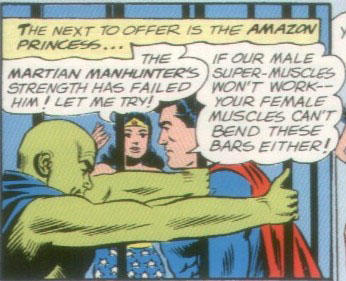 THE NEXT TO OFFER IS THE AMAZON
PRINCESS...
THE
MARTIAN MANHUNTER'S
STRENGTH HAS FAILED
HIM! LET ME TRY!
IF OUR MALE
SUPER-MUSCLES
WON'T WORK--
YOUR FEMALE
MUSCLES CAN'T
BEND THESE
BARS EITHER!